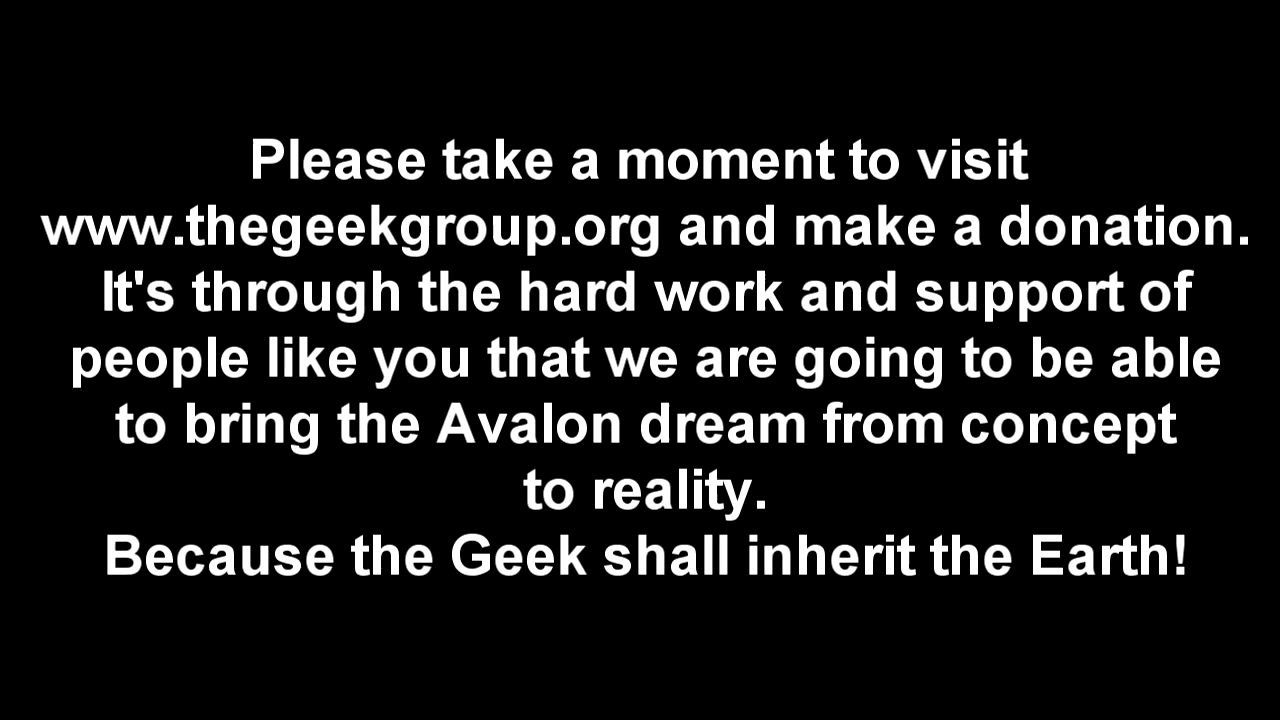 Please take a moment to visit
www.thegeekgroup.org and make a donation.
It's through the hard work and support of
people like you that we are going to be able
to bring the Avalon dream from concept
to reality.
Because the Geek shall inherit the Earth!